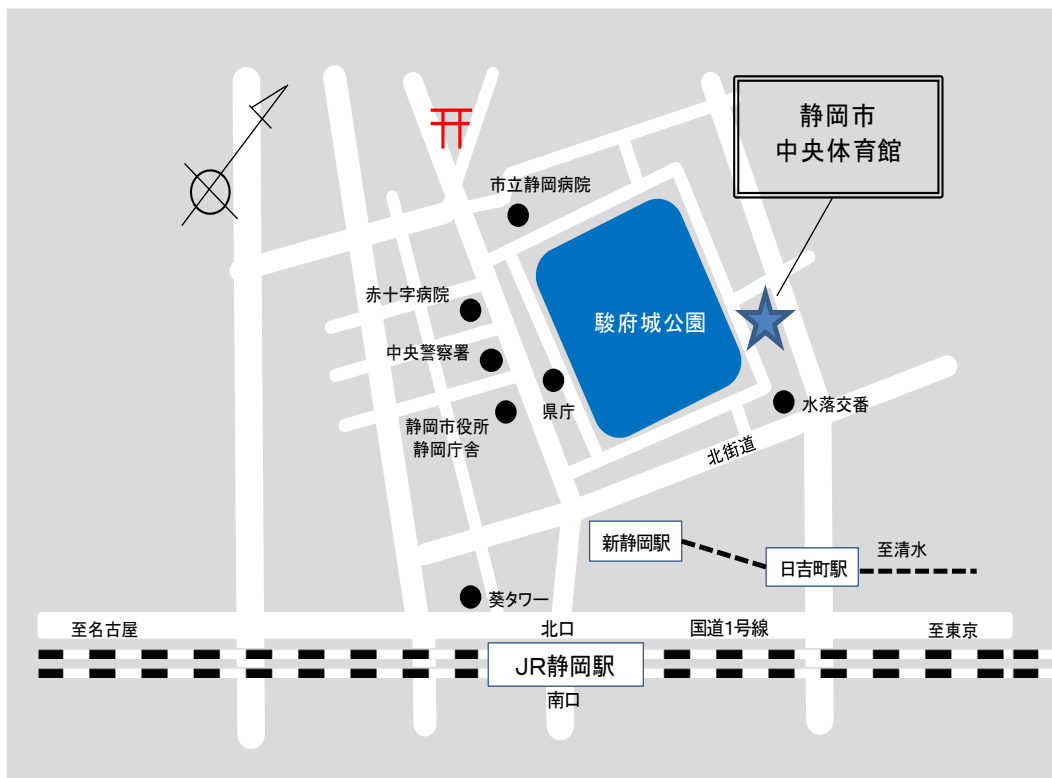 静岡市
中央体育館
市立静岡病院
赤十字病院
駿府城公園
中央警察署
県庁
水落交番
静岡市役所
静岡庁舎
北街道
新静岡駅
日吉町駅
至清水
葵タワー
至名古屋
北口
国道1号線
至東京
JR静岡駅
南口